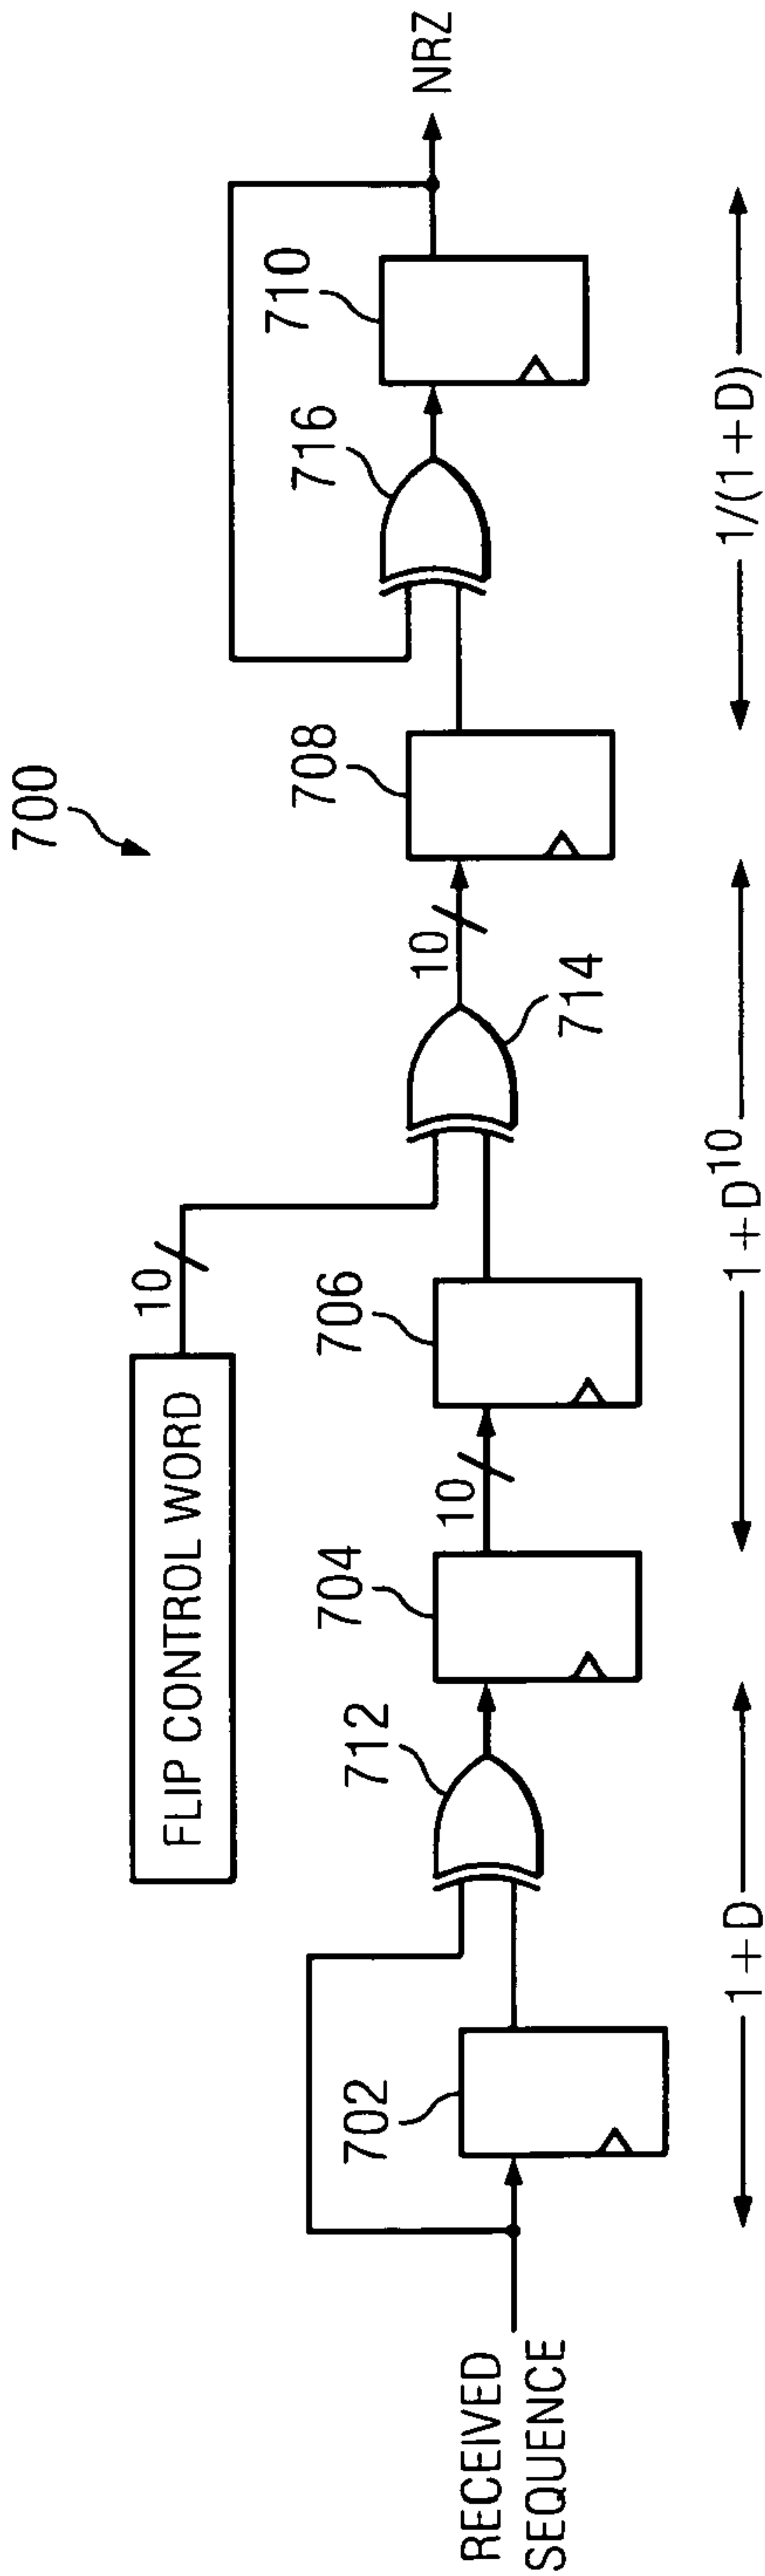 700
FLIP CONTROL WORD
10
RECEIVED
SEQUENCE
702
712
704
10
706
714
10
708
716
710
NRZ
1+D
1+D¹⁰
1/(1+D)